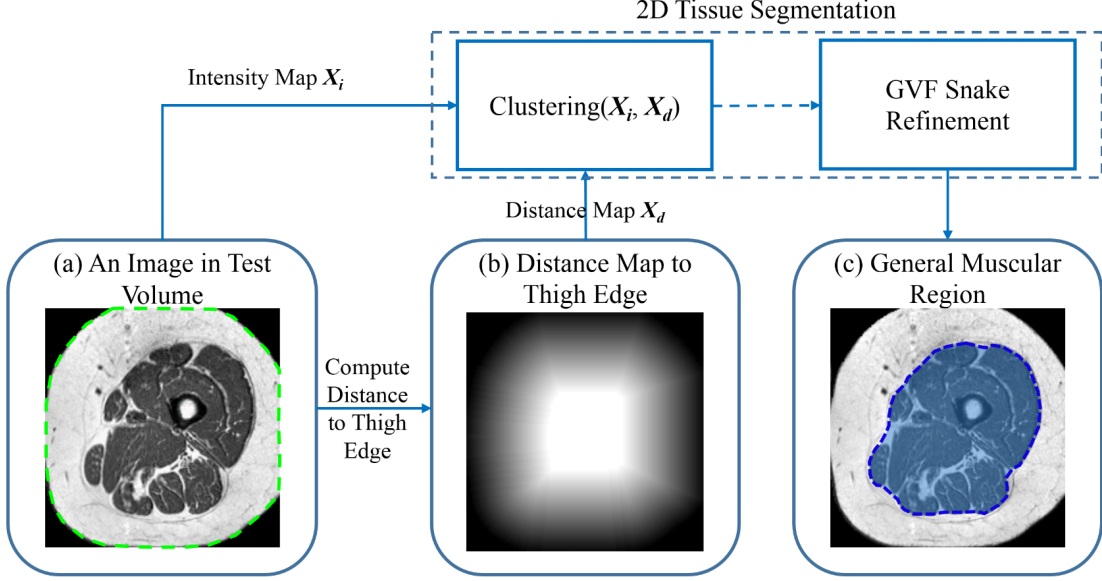 2D Tissue Segmentation
Intensity Map Xi
Clustering(Xi, Xd)
GVF Snake
Refinement
Distance Map Xd
(a) An Image in Test
Volume
(b) Distance Map to
Thigh Edge
(c) General Muscular
Region
Compute
Distance
to Thigh
Edge